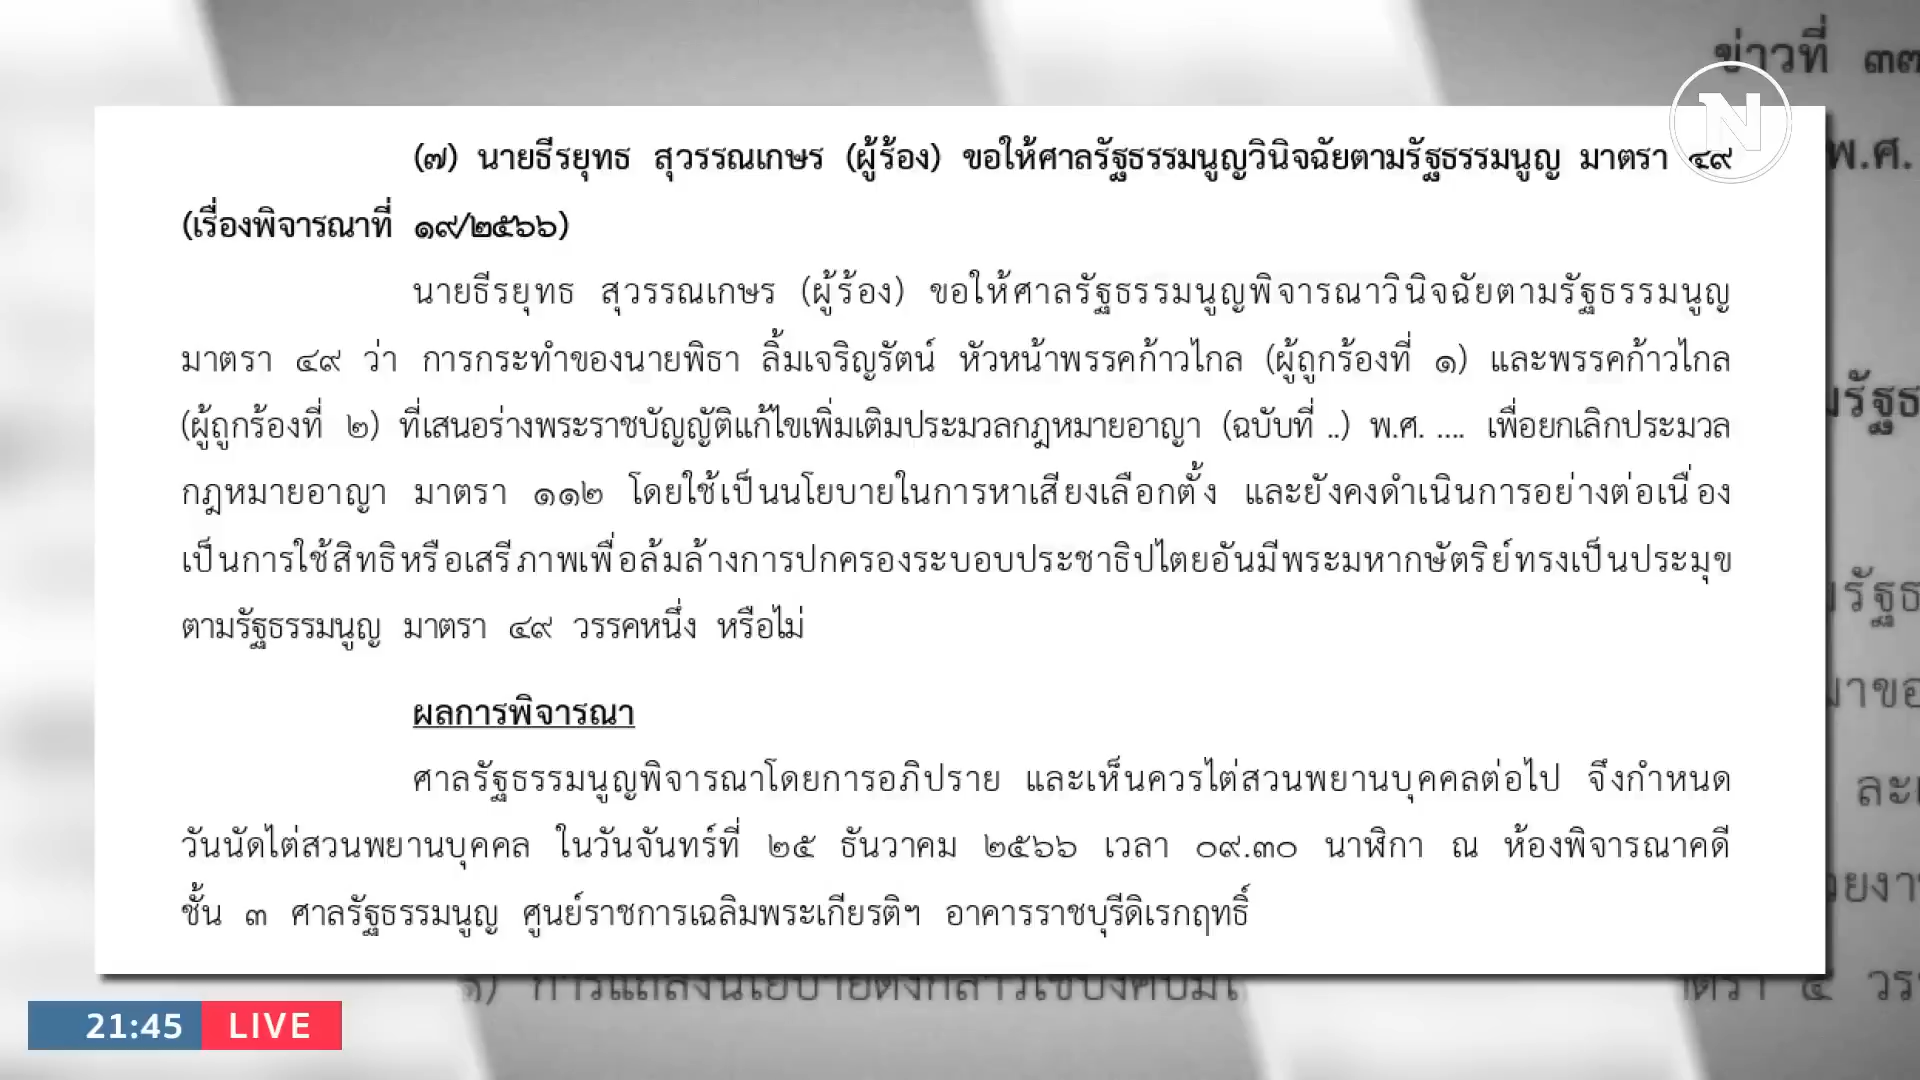 ข่าวที่ ๓๗
พ.ศ.
N
(๗) นายธีรยุทธ สุวรรณเกษร (ผู้ร้อง) ขอให้ศาลรัฐธรรมนูญวินิจฉัยตามรัฐธรรมนูญ มาตรา ๔๙
(เรื่องพิจารณาที่ ๑๙/๒๕๖๖)
นายธีรยุทธ สุวรรณเกษร (ผู้ร้อง) ขอให้ศาลรัฐธรรมนูญพิจารณาวินิจฉัยตามรัฐธรรมนูญ
มาตรา ๔๙ ว่า การกระทำของนายพิธา ลิ้มเจริญรัตน์ หัวหน้าพรรคก้าวไกล (ผู้ถูกร้องที่ ๑) และพรรคก้าวไกล
(ผู้ถูกร้องที่ ๒) ที่เสนอร่างพระราชบัญญัติแก้ไขเพิ่มเติมประมวลกฎหมายอาญา (ฉบับที่ ..) พ.ศ. .... เพื่อยกเลิกประมวล
กฎหมายอาญา มาตรา ๑๑๒ โดยใช้เป็นนโยบายในการหาเสียงเลือกตั้ง และยังคงดำเนินการอย่างต่อเนื่อง
เป็นการใช้สิทธิหรือเสรีภาพเพื่อล้มล้างการปกครองระบอบประชาธิปไตยอันมีพระมหากษัตริย์ทรงเป็นประมุข
ตามรัฐธรรมนูญ มาตรา ๔๙ วรรคหนึ่ง หรือไม่
ผลการพิจารณา
ศาลรัฐธรรมนูญพิจารณาโดยการอภิปราย และเห็นควรไต่สวนพยานบุคคลต่อไป จึงกำหนด
วันนัดไต่สวนพยานบุคคล ในวันจันทร์ที่ ๒๕ ธันวาคม ๒๕๖๖ เวลา ๐๙.๓๐ นาฬิกา ณ ห้องพิจารณาคดี
ชั้น ๓ ศาลรัฐธรรมนูญ ศูนย์ราชการเฉลิมพระเกียรติฯ อาคารราชบุรีดิเรกฤทธิ์
21:45 LIVE